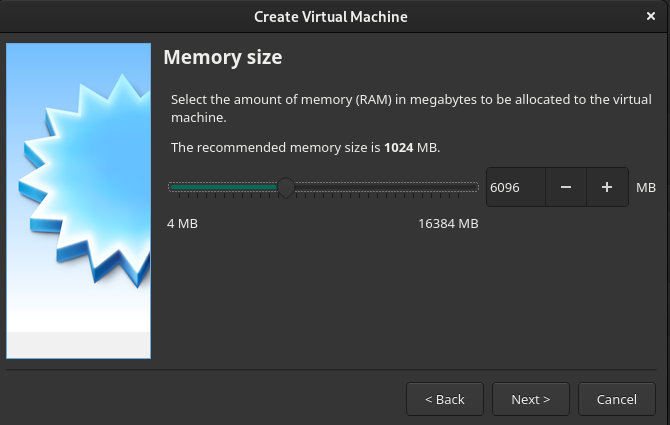 Create Virtual Machine ×
Memory size
Select the amount of memory (RAM) in megabytes to be allocated to the virtual
machine.
The recommended memory size is 1024 MB.
6096 − + MB
4 MB 16384 MB
< Back Next > Cancel